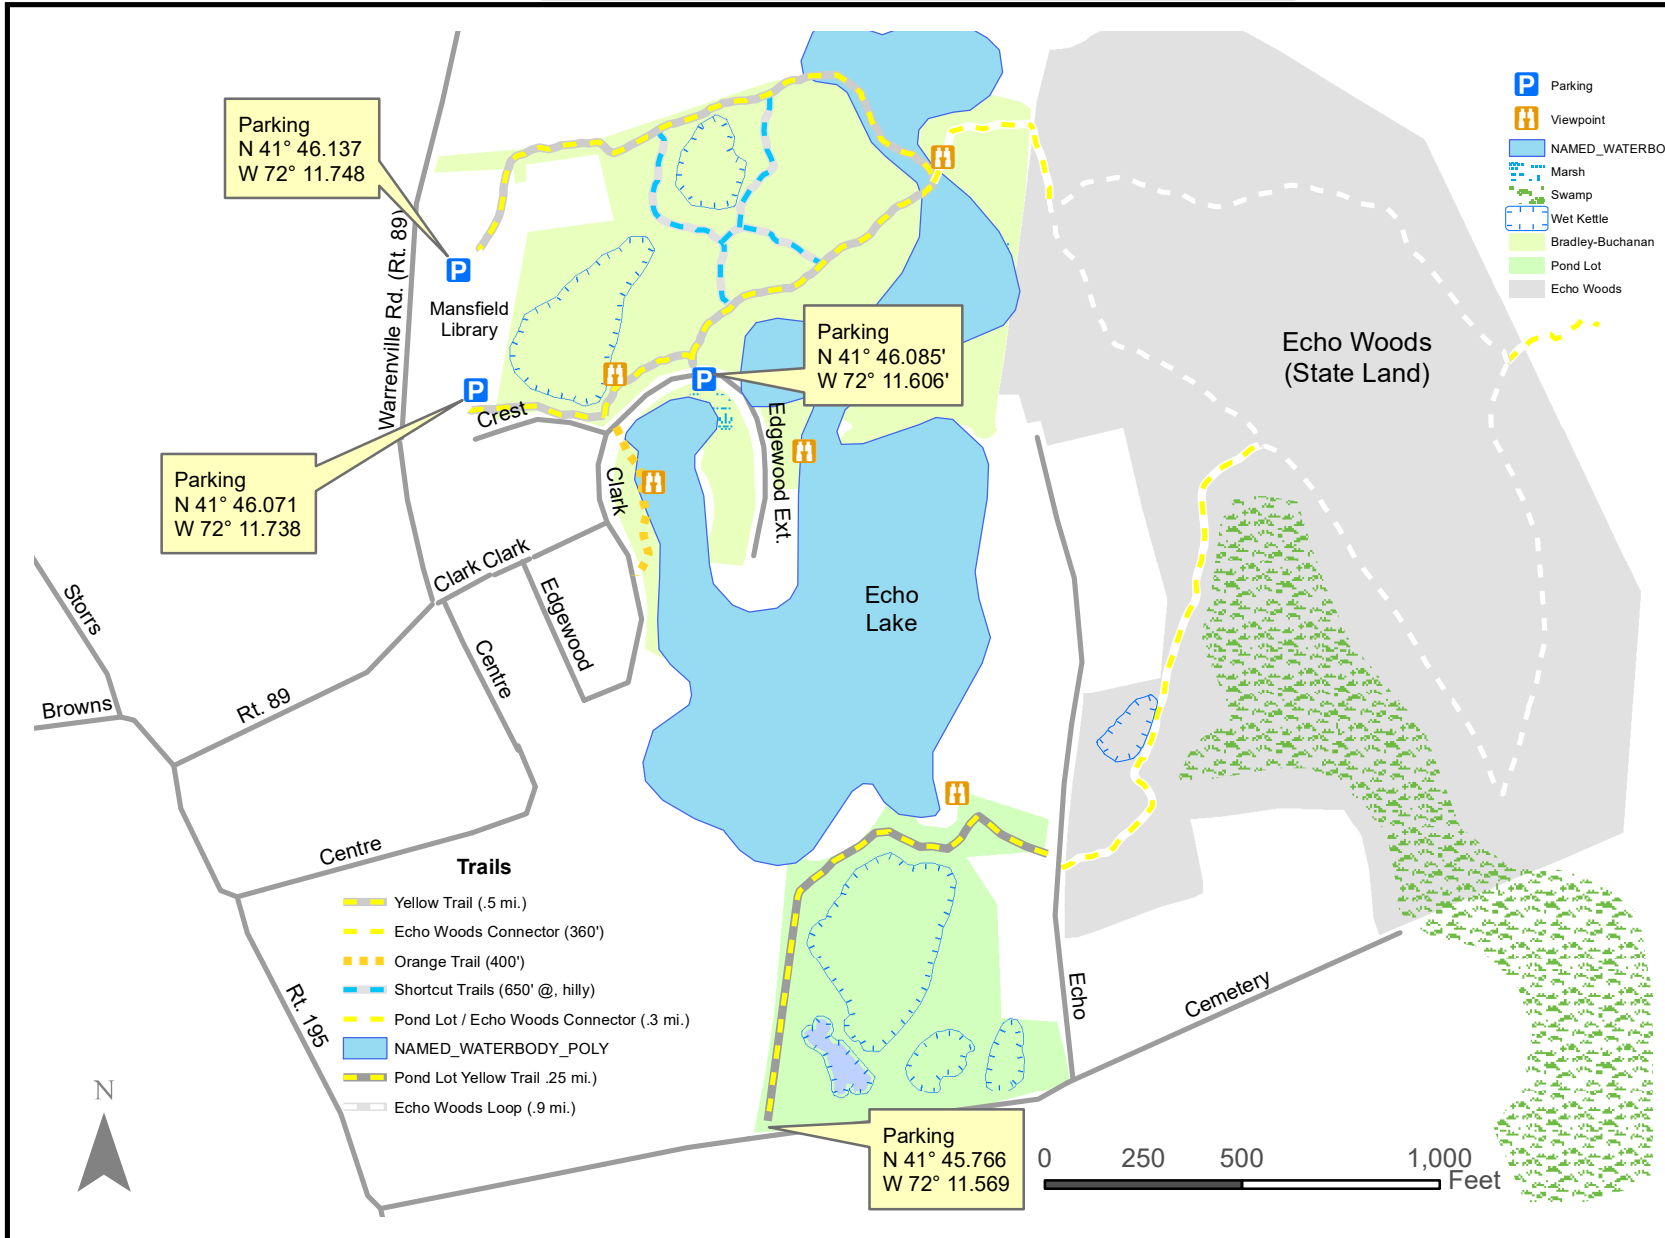 Parking
N 41° 46.137
W 72° 11.748
P
Mansfield
Library
Warrenville Rd. (Rt. 89)
P
Parking
N 41° 46.071
W 72° 11.738
Crest
P
Parking
N 41° 46.085'
W 72° 11.606'
Edgewood Ext.
Clark
Clark Clark
Edgewood
Centre
Storrs
Browns
Rt. 89
Centre
Rt. 195
Echo
Lake
Echo Woods
(State Land)
Echo
Cemetery
Parking
N 41° 45.766
W 72° 11.569
P Parking
Viewpoint
NAMED_WATERBO
Marsh
Swamp
Wet Kettle
Bradley-Buchanan
Pond Lot
Echo Woods
Trails
Yellow Trail (.5 mi.)
Echo Woods Connector (360')
Orange Trail (400')
Shortcut Trails (650' @, hilly)
Pond Lot / Echo Woods Connector (.3 mi.)
NAMED_WATERBODY_POLY
Pond Lot Yellow Trail .25 mi.)
Echo Woods Loop (.9 mi.)
N
0 250 500 1,000
Feet